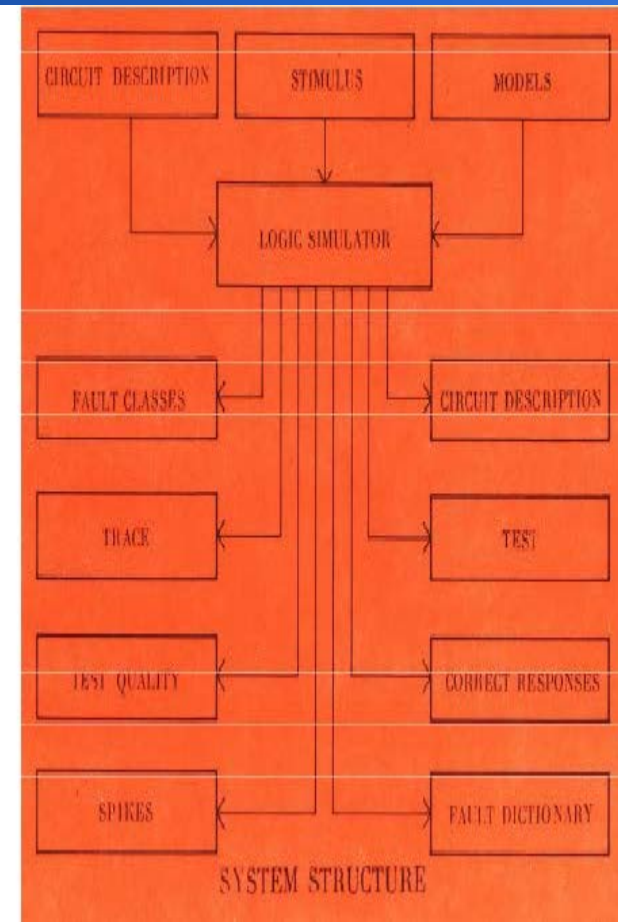 CIRCUIT DESCRIPTION
STIMULUS
MODELS
LOGIC SIMULATOR
FAULT CLASSES
CIRCUIT DESCRIPTION
TRACE
TEST
TEST QUALITY
CORRECT RESPONSES
SPIKES
FAULT DICTIONARY
SYSTEM STRUCTURE